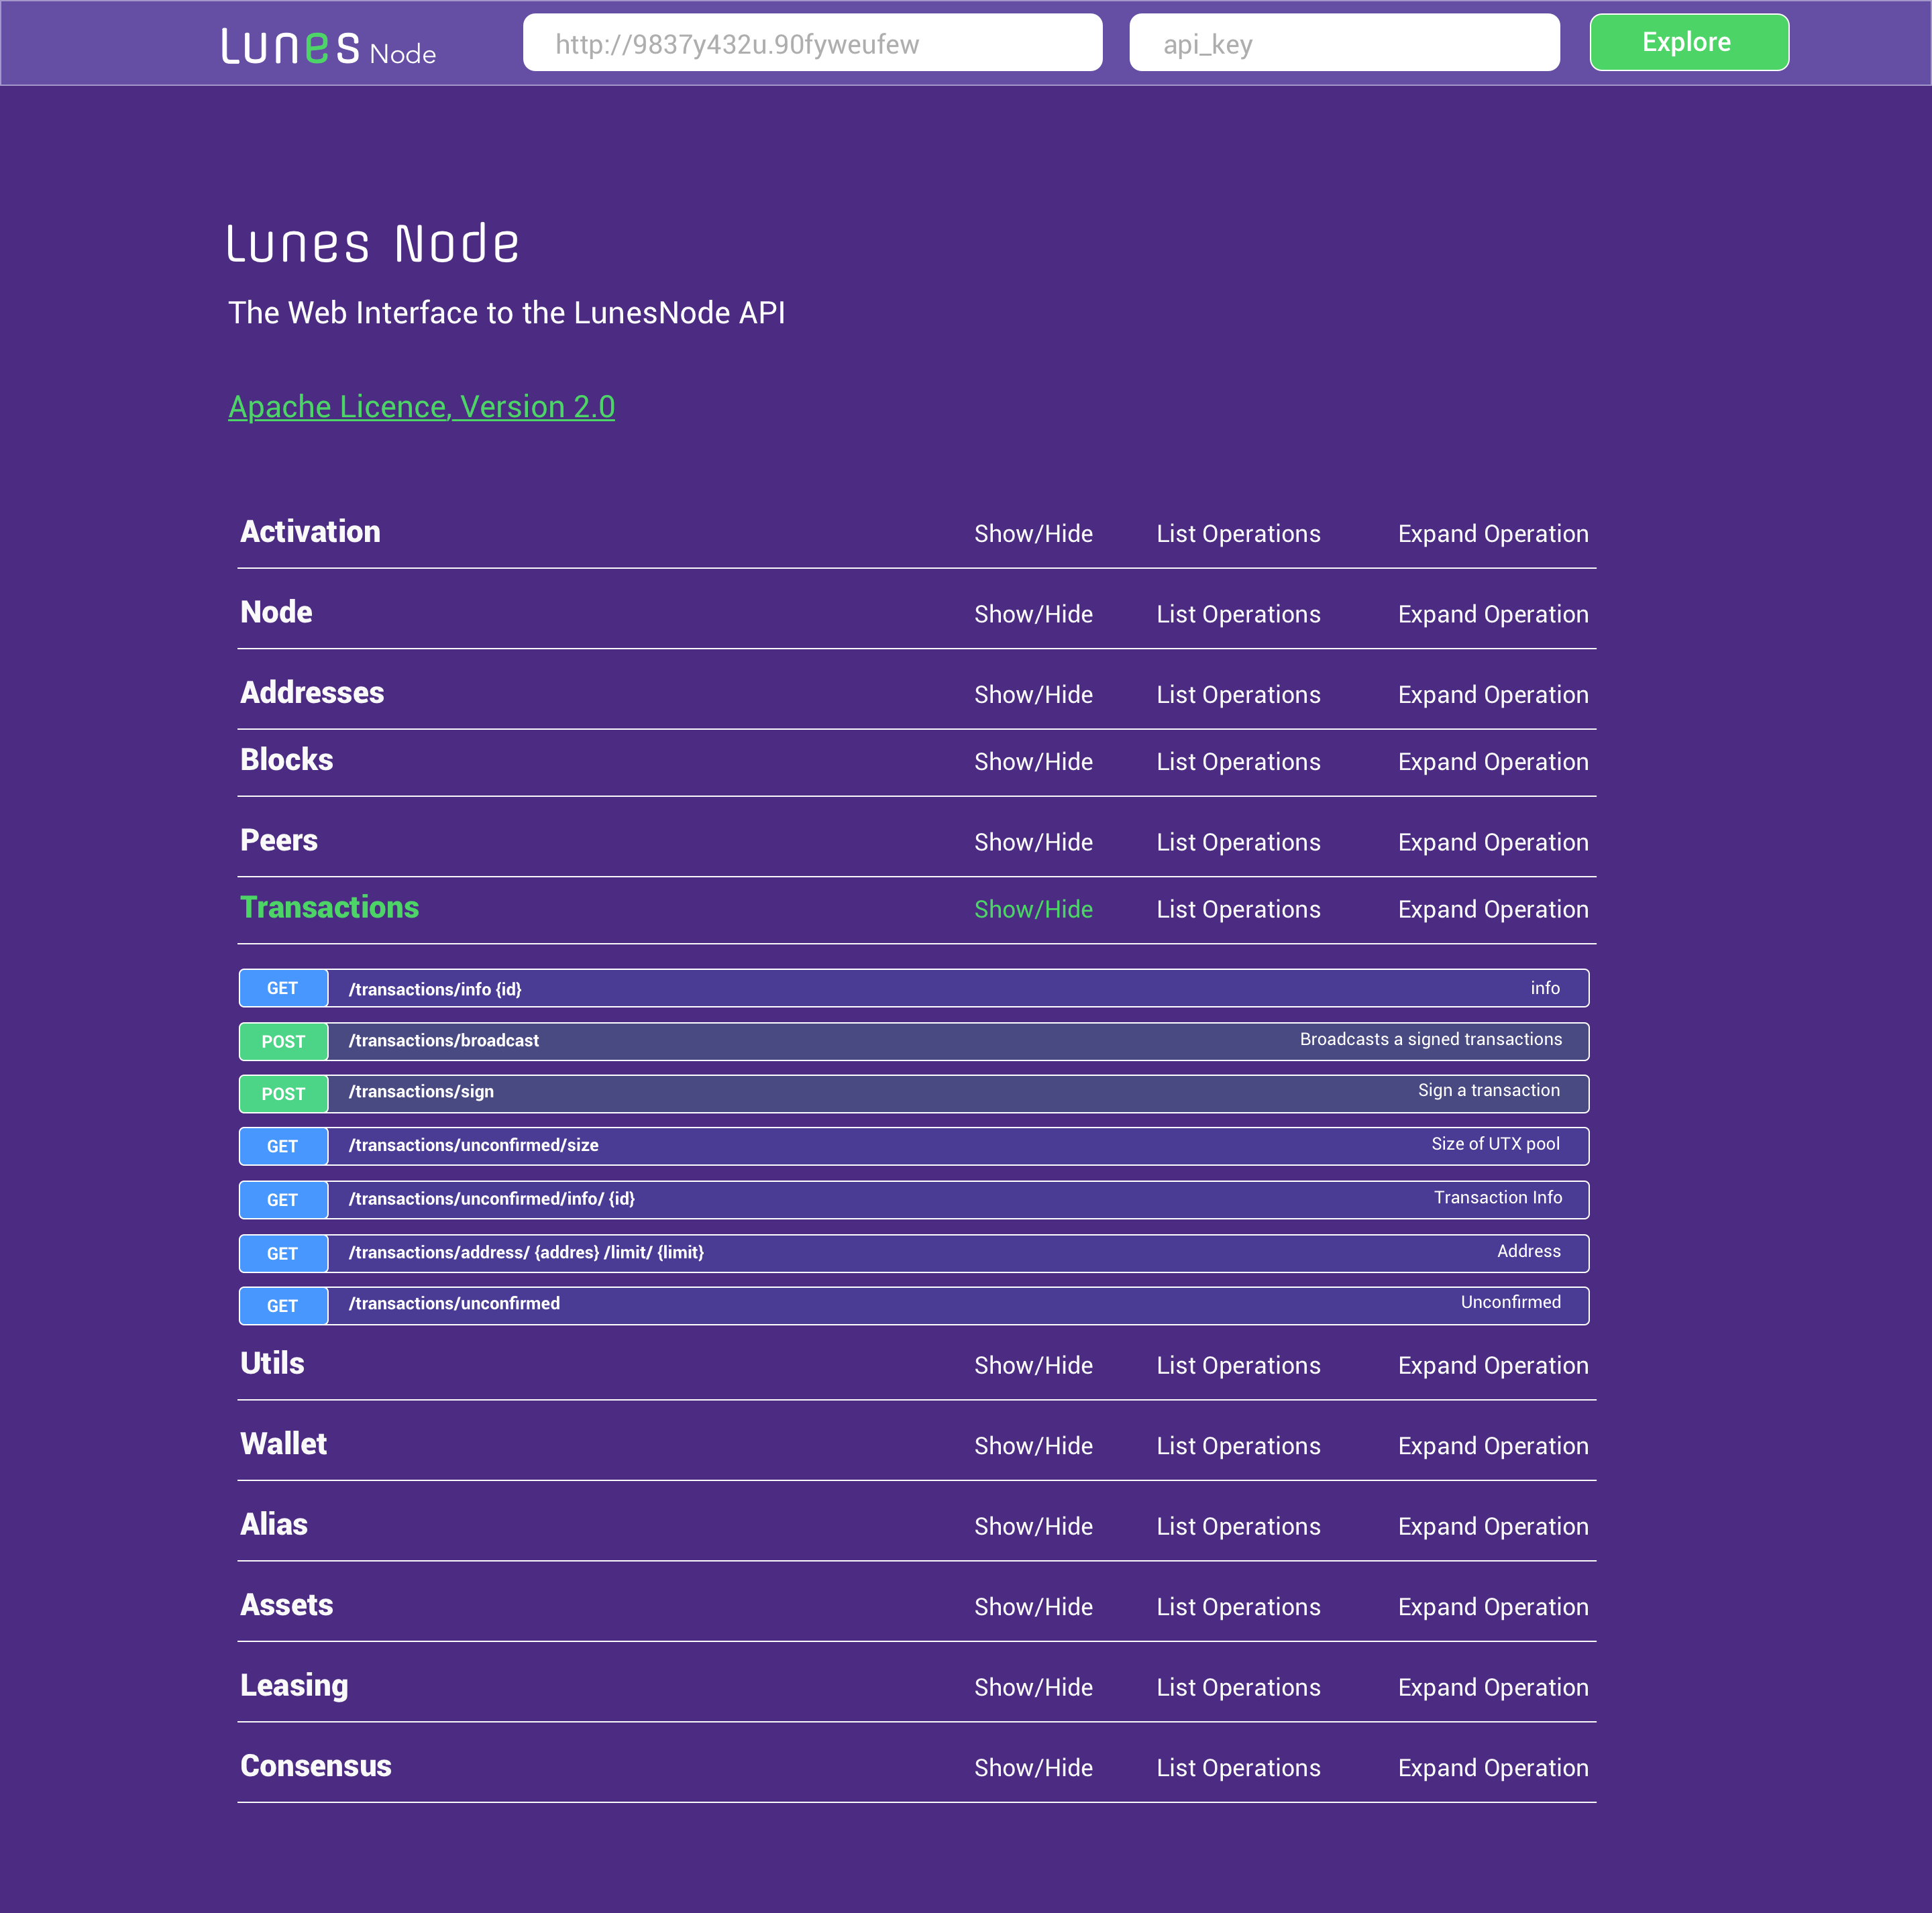 Lunes Node http://9837y432u.90fyweufew api_key Explore
Lunes Node
The Web Interface to the LunesNode API
Apache Licence, Version 2.0
Activation Show/Hide List Operations Expand Operation
Node Show/Hide List Operations Expand Operation
Addresses Show/Hide List Operations Expand Operation
Blocks Show/Hide List Operations Expand Operation
Peers Show/Hide List Operations Expand Operation
Transactions Show/Hide List Operations Expand Operation
GET /transactions/info {id} info
POST /transactions/broadcast Broadcasts a signed transactions
POST /transactions/sign Sign a transaction
GET /transactions/unconfirmed/size Size of UTX pool
GET /transactions/unconfirmed/info/ {id} Transaction Info
GET /transactions/address/ {addres} /limit/ {limit} Address
GET /transactions/unconfirmed Unconfirmed
Utils Show/Hide List Operations Expand Operation
Wallet Show/Hide List Operations Expand Operation
Alias Show/Hide List Operations Expand Operation
Assets Show/Hide List Operations Expand Operation
Leasing Show/Hide List Operations Expand Operation
Consensus Show/Hide List Operations Expand Operation